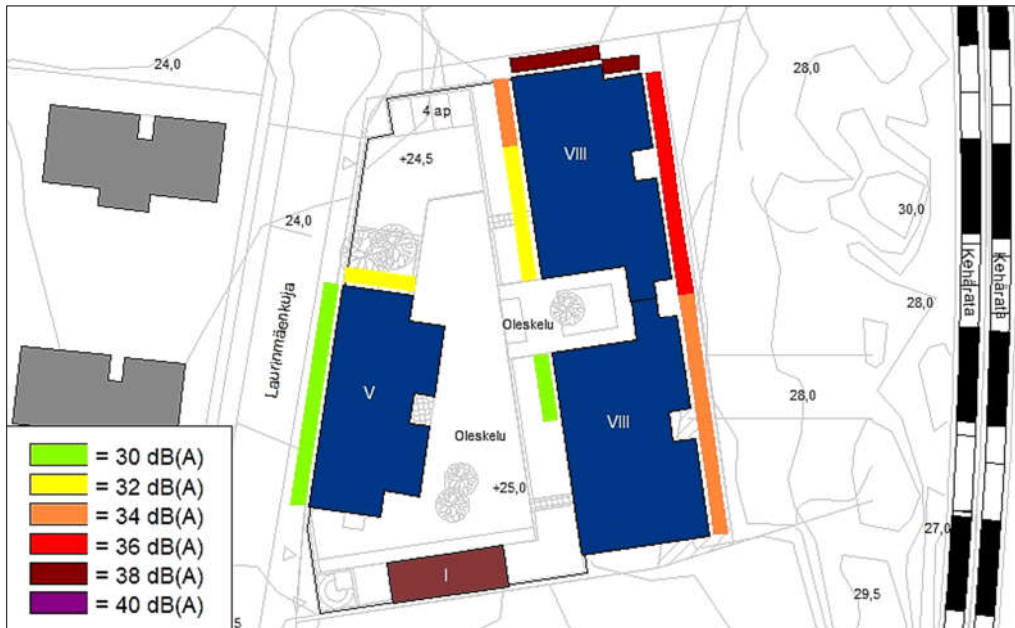 24,0
4 ap
+24,5
VIII
28,0
30,0
24,0
Laurinmäenkuja
Oleskelu
28,0
Kehärata
Kehärata
V
Oleskelu
VIII
28,0
+25,0
27,0
29,5
I
= 30 dB(A)
= 32 dB(A)
= 34 dB(A)
= 36 dB(A)
= 38 dB(A)
= 40 dB(A)
5